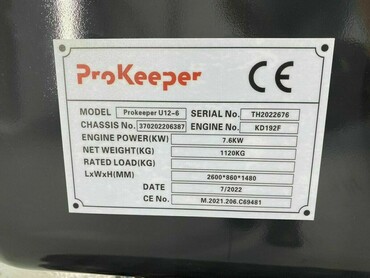 ProKeeper CE
MODEL Prokeeper U12-6 SERIAL No. TH2022676
CHASSIS No. 370202206387 ENGINE No. KD192F
ENGINE POWER(KW) 7.6KW
NET WEIGHT(KG) 1120KG
RATED LOAD(KG)
LxWxH(MM) 2600*860*1480
DATE 7/2022
CE No. M.2021.206.C69481